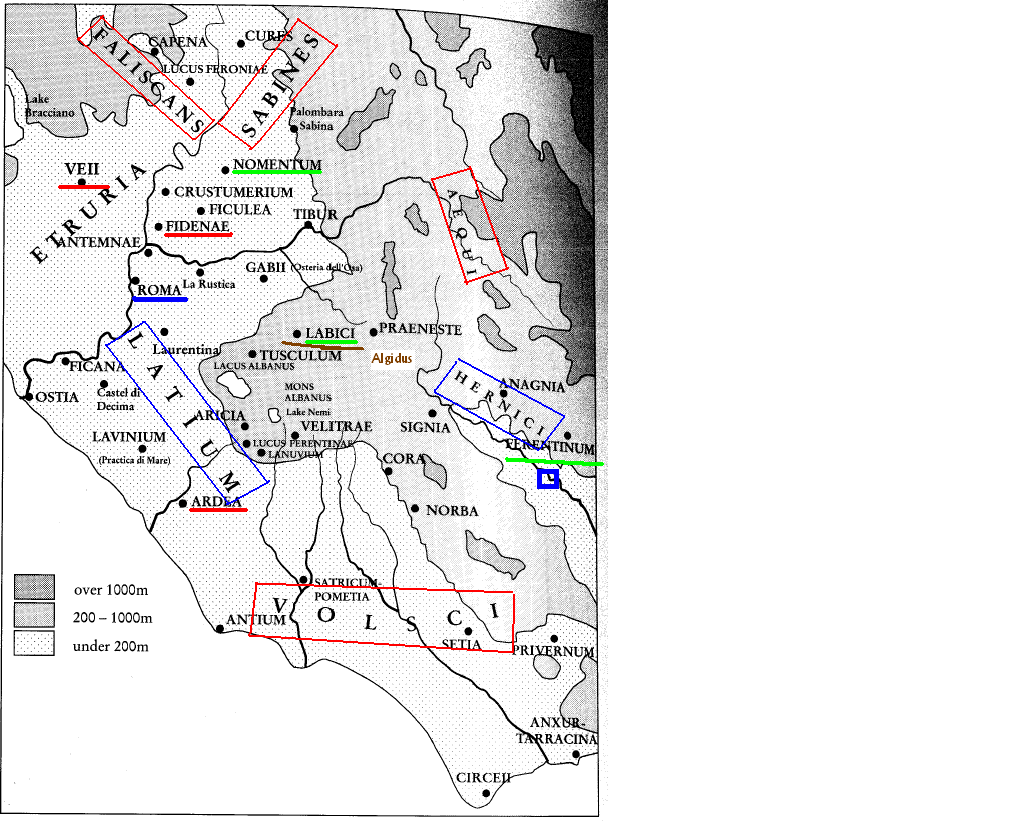 FALISCANS
CAPENA
CURES
SABINES
LUCUS FERONIAE
Lake
Bracciano
Palombara
Sabina
VEII
NOMENTUM
ETRURIA
CRUSTUMERIUM
AEQUI
FICULEA
TIBUR
FIDENAE
ANTEMNAE
GABII (Osteria dell'Osa)
La Rustica
ROMA
LABICI
PRAENESTE
LATIUM
Laurentina
TUSCULUM
Algidus
FICANA
LACUS ALBANUS
HERNICI
ANAGNIA
MONS
ALBANUS
OSTIA
Castel di
Decima
ARICIA
Lake Nemi
VELITRAE
SIGNIA
LAVINIUM
(Practica di Mare)
LUCUS FERENTINAE
LANUVIUM
FERENTINUM
CORA
ARDEA
NORBA
over 1000m
SATRICUM-
POMETIA
200 – 1000m
VOLSCI
ANTIUM
SETIA
under 200m
PRIVERNUM
ANXUR-
TARRACINA
CIRCEII